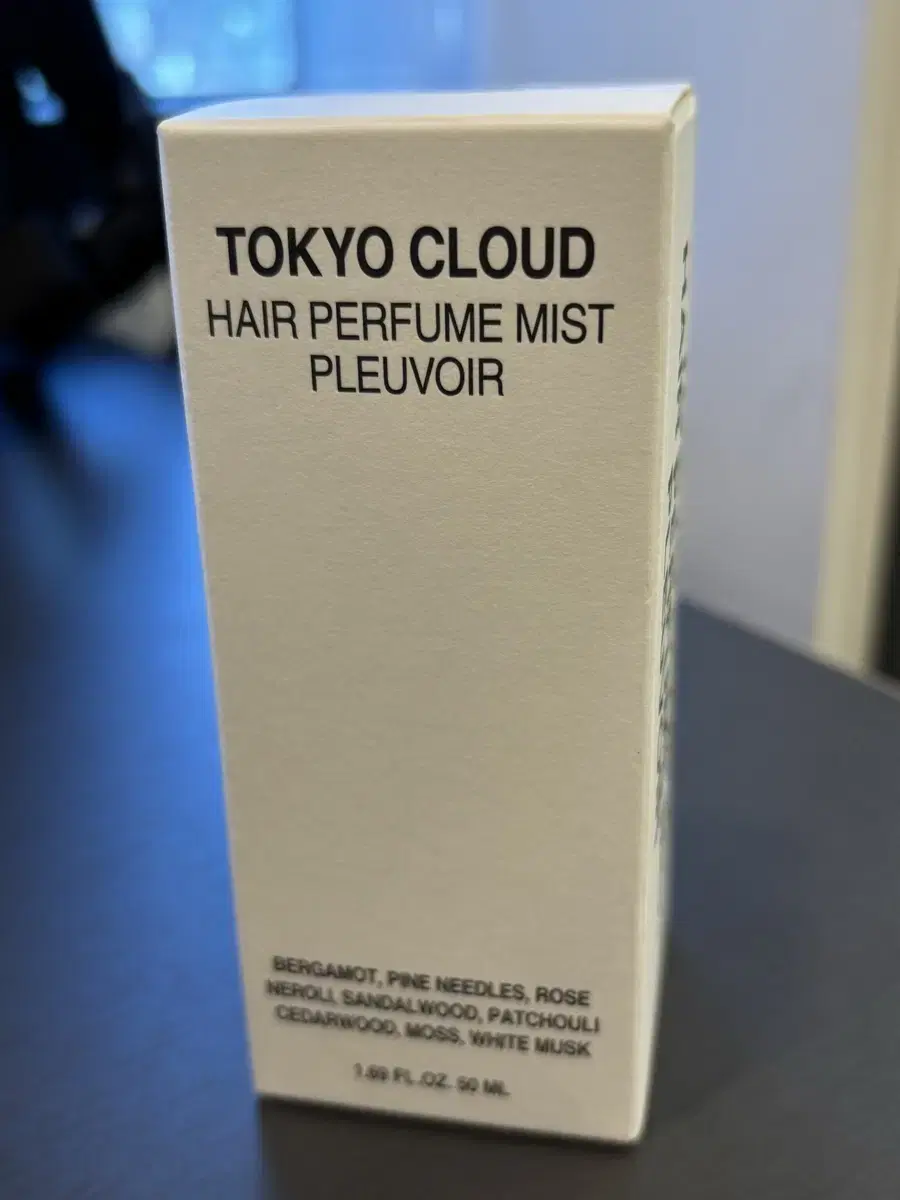 TOKYO CLOUD
HAIR PERFUME MIST
PLEUVOIR
BERGAMOT, PINE NEEDLES, ROSE
NEROLI, SANDALWOOD, PATCHOULI
CEDARWOOD, MOSS, WHITE MUSK
1.69 FL.OZ. 50 ML